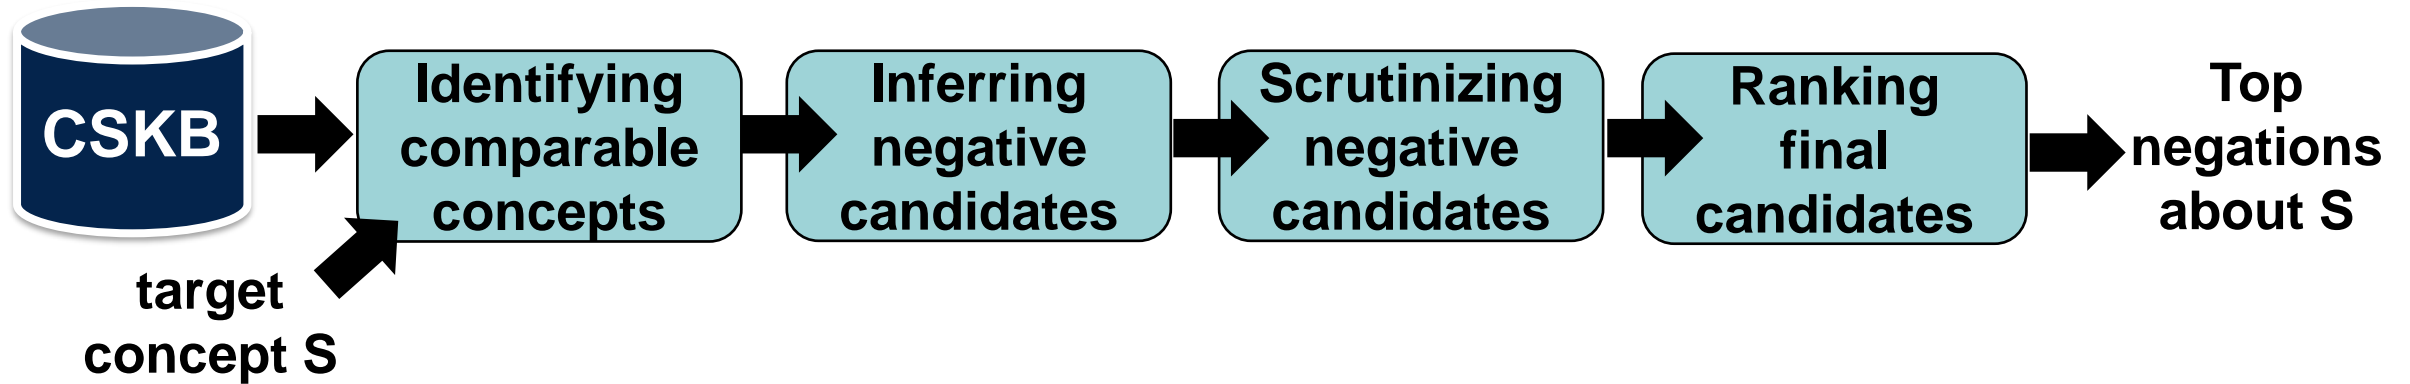 CSKB
target
concept S
Identifying
comparable
concepts
Inferring
negative
candidates
Scrutinizing
negative
candidates
Ranking
final
candidates
Top
negations
about S